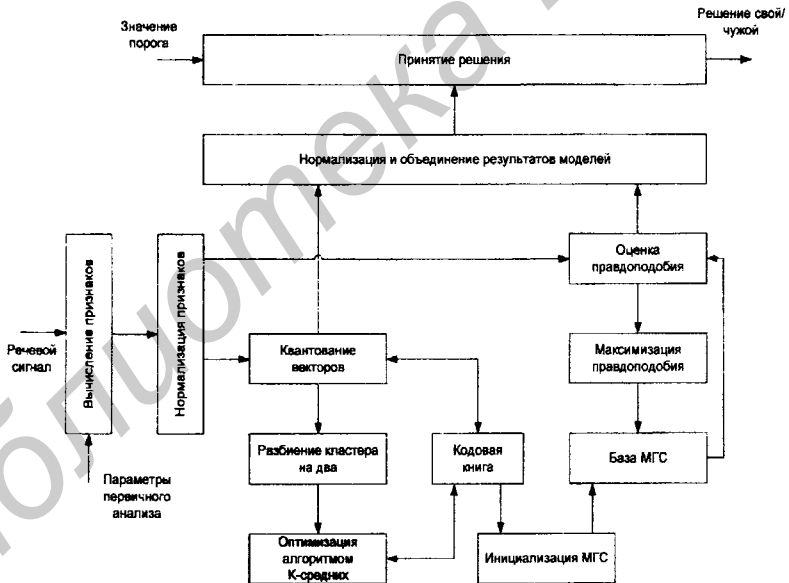 Значение
порога
Решение свой/
чужой
Принятие решения
Нормализация и объединение результатов моделей
Вычисление признаков
Нормализация признаков
Оценка
правдоподобия
Речевой
сигнал
Квантование
векторов
Максимизация
правдоподобия
Разбиение кластера
на два
Кодовая
книга
База МГС
Параметры
первичного
анализа
Оптимизация
алгоритмом
К-средних
Инициализация МГС
блиотека